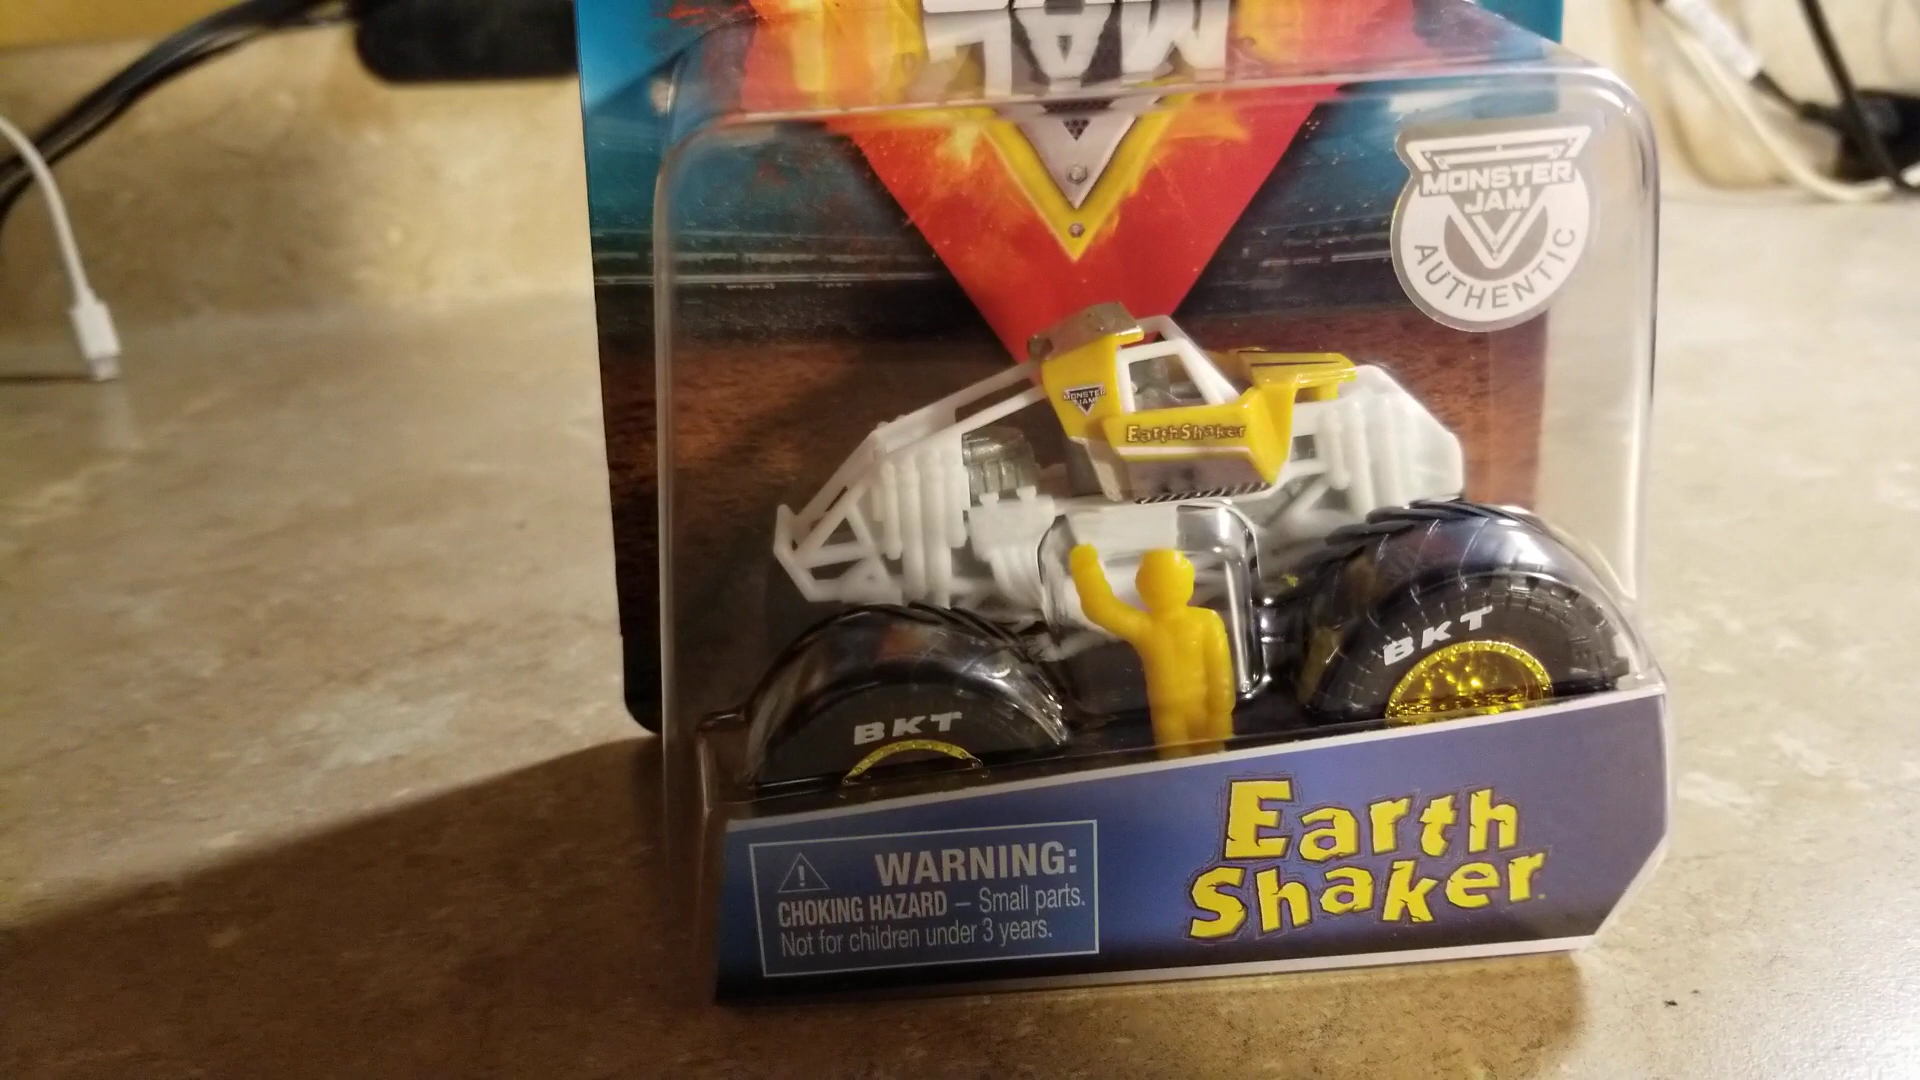 JAM
MONSTER
JAM
AUTHENTIC
MONSTER
JAM
EarthShaker
BKT
BKT
WARNING:
CHOKING HAZARD – Small parts.
Not for children under 3 years.
Earth
Shaker